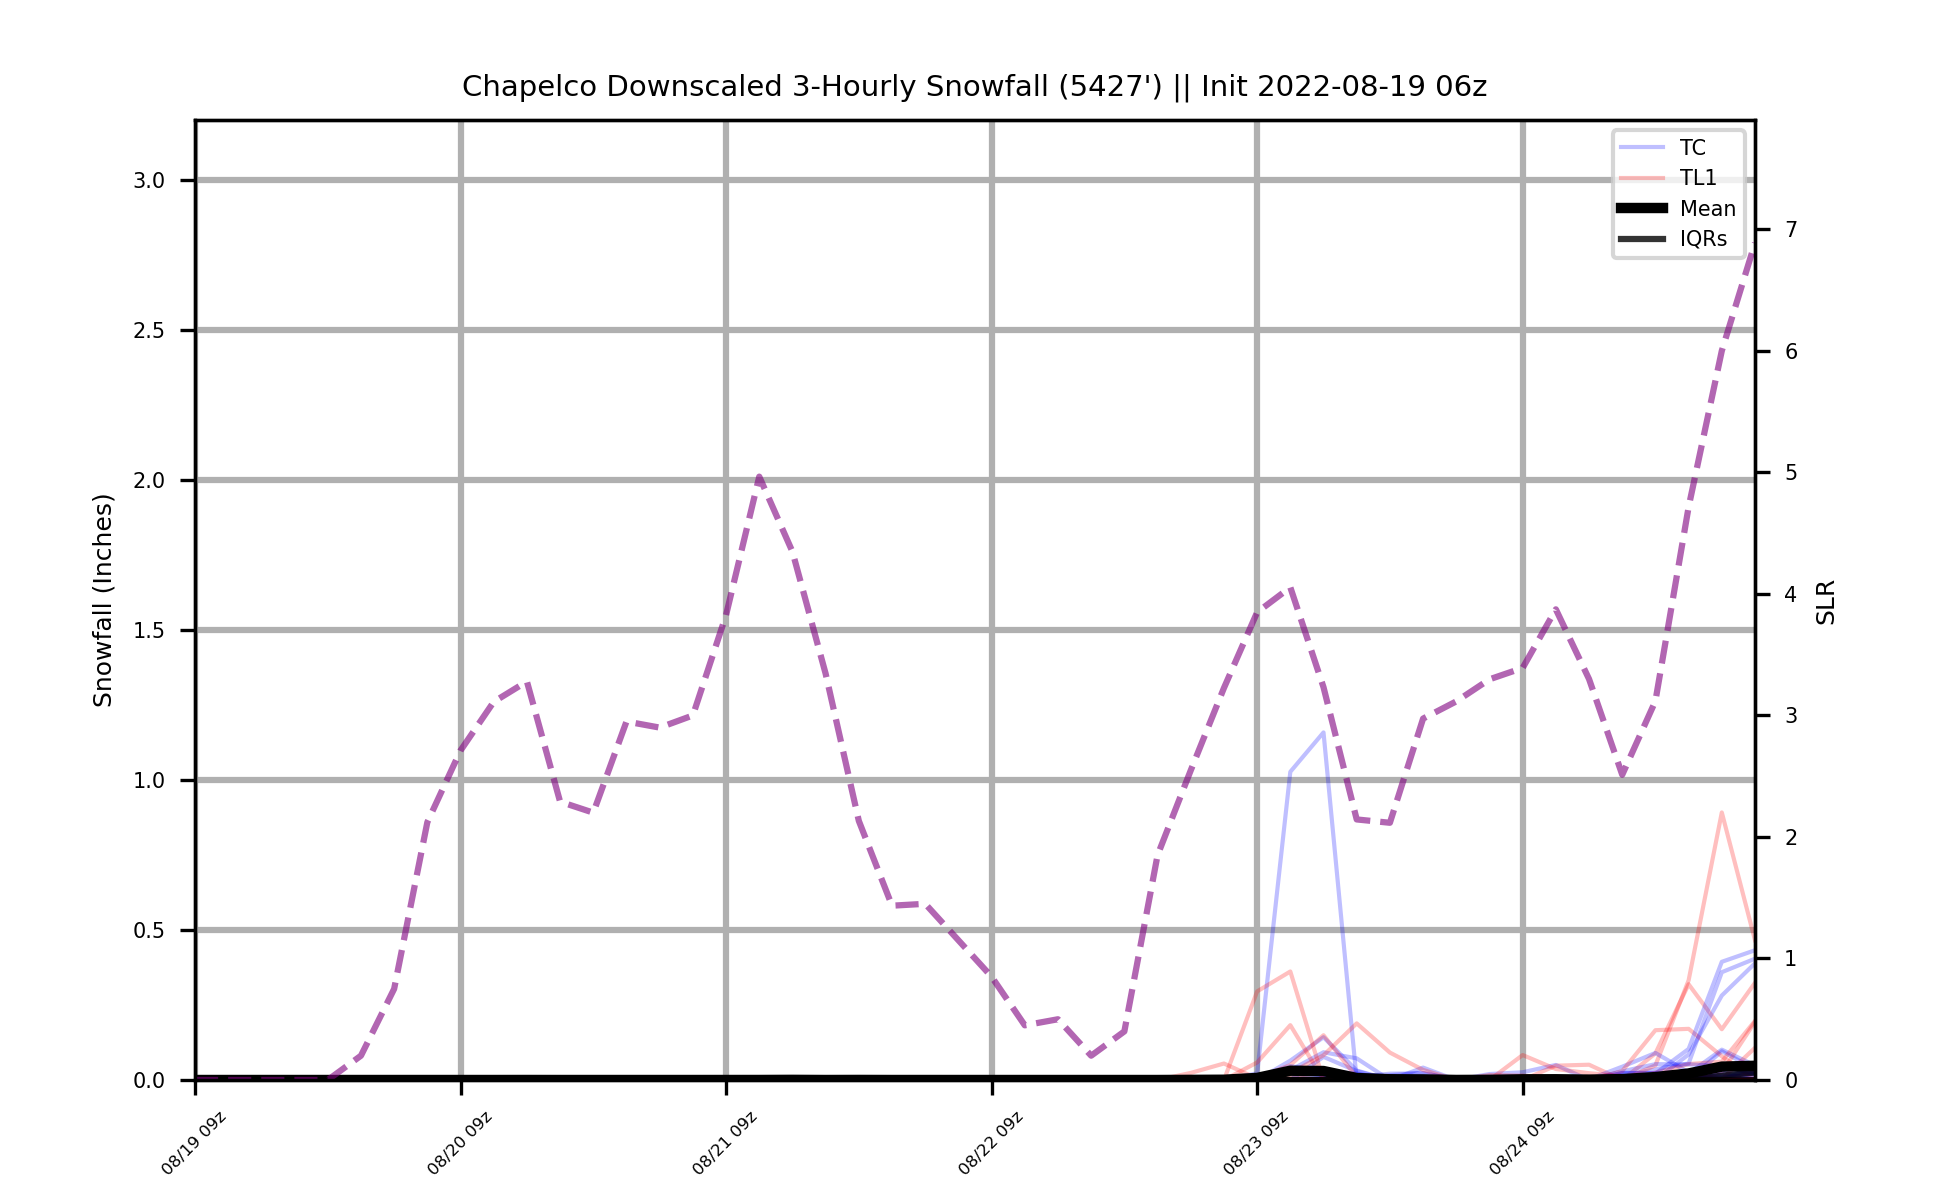 Chapelco Downscaled 3-Hourly Snowfall (5427') || Init 2022-08-19 06z
TC
TL1
Mean
IQRs
Snowfall (Inches)
3.0
2.5
2.0
1.5
1.0
0.5
0.0
7
6
5
4
3
2
1
0
SLR
08/19 09z
08/20 09z
08/21 09z
08/22 09z
08/23 09z
08/24 09z